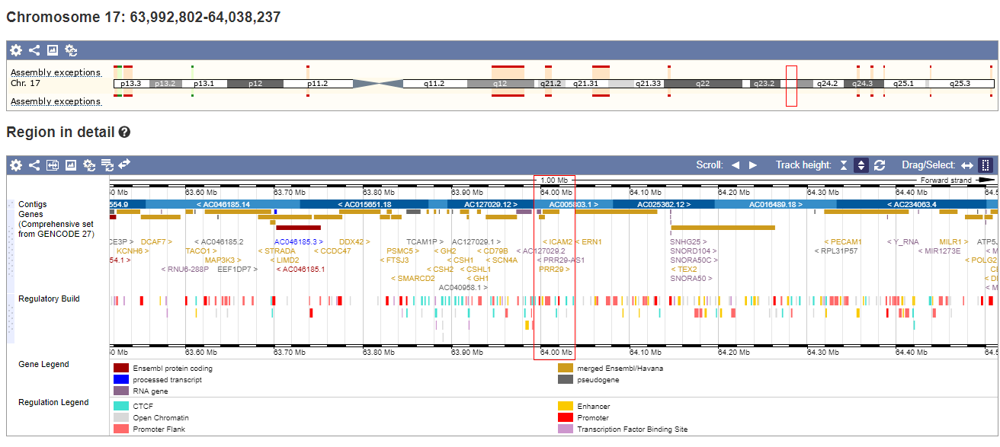 Chromosome 17: 63,992,802-64,038,237
Assembly exceptions
Chr. 17 p13.3 p13.2 p13.1 p12 p11.2 q11.2 q12 q21.2 q21.31 q21.33 q22 q23.2 q24.2 q24.3 q25.1 q25.3
Assembly exceptions
Region in detail ?
Scroll: Track height: Drag/Select:
1.00 Mb Forward strand
50 Mb 63.60 Mb 63.70 Mb 63.80 Mb 63.90 Mb 64.00 Mb 64.10 Mb 64.20 Mb 64.30 Mb 64.40 Mb 64.5
Contigs 554.9 < AC046185.14 < AC015651.18 AC127029.12 > AC005803.1 > AC025362.12 > AC016489.18 > AC234063.4
Genes
(Comprehensive set
from GENCODE 27)
CE3P > DCAF7 > < AC046185.2 AC046185.3 > DDX42 > TCAM1P > AC127029.1 > < ICAM2 < ERN1 SNHG25 > < PECAM1 < Y_RNA MILR1 > ATP5J
KCNH6 > TACO1 > < STRADA < CCDC47 PSMC5 > < GH2 < CD79B < AC127029.2 SNORD104 > < RPL31P57 < MIR1273E < POLG2
54.1 > MAP3K3 > < LIMD2 < FTSJ3 < CSH1 < SCN4A < PRR29-AS1 SNORA50C >
< RNU6-288P EEF1DP7 > < AC046185.1 < CSH2 < CSHL1 PRR29 > < TEX2
< SMARCD2 < GH1 SNORA50 >
AC040958.1 >
Regulatory Build
50 Mb 63.60 Mb 63.70 Mb 63.80 Mb 63.90 Mb 64.00 Mb 64.10 Mb 64.20 Mb 64.30 Mb 64.40 Mb 64.5
Gene Legend
Ensembl protein coding merged Ensembl/Havana
processed transcript pseudogene
RNA gene
Regulation Legend
CTCF Enhancer
Open Chromatin Promoter
Promoter Flank Transcription Factor Binding Site